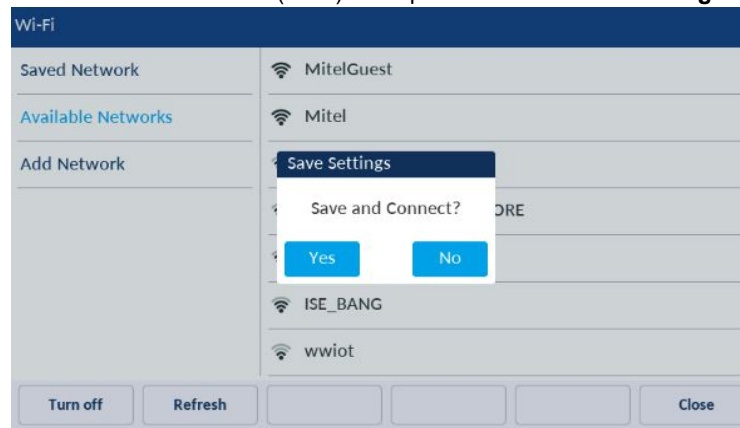 Wi-Fi
Saved Network
MitelGuest
Available Networks
Mitel
Add Network
Save Settings
Save and Connect?
ORE
Yes
No
ISE_BANG
wwiot
Turn off
Refresh
Close